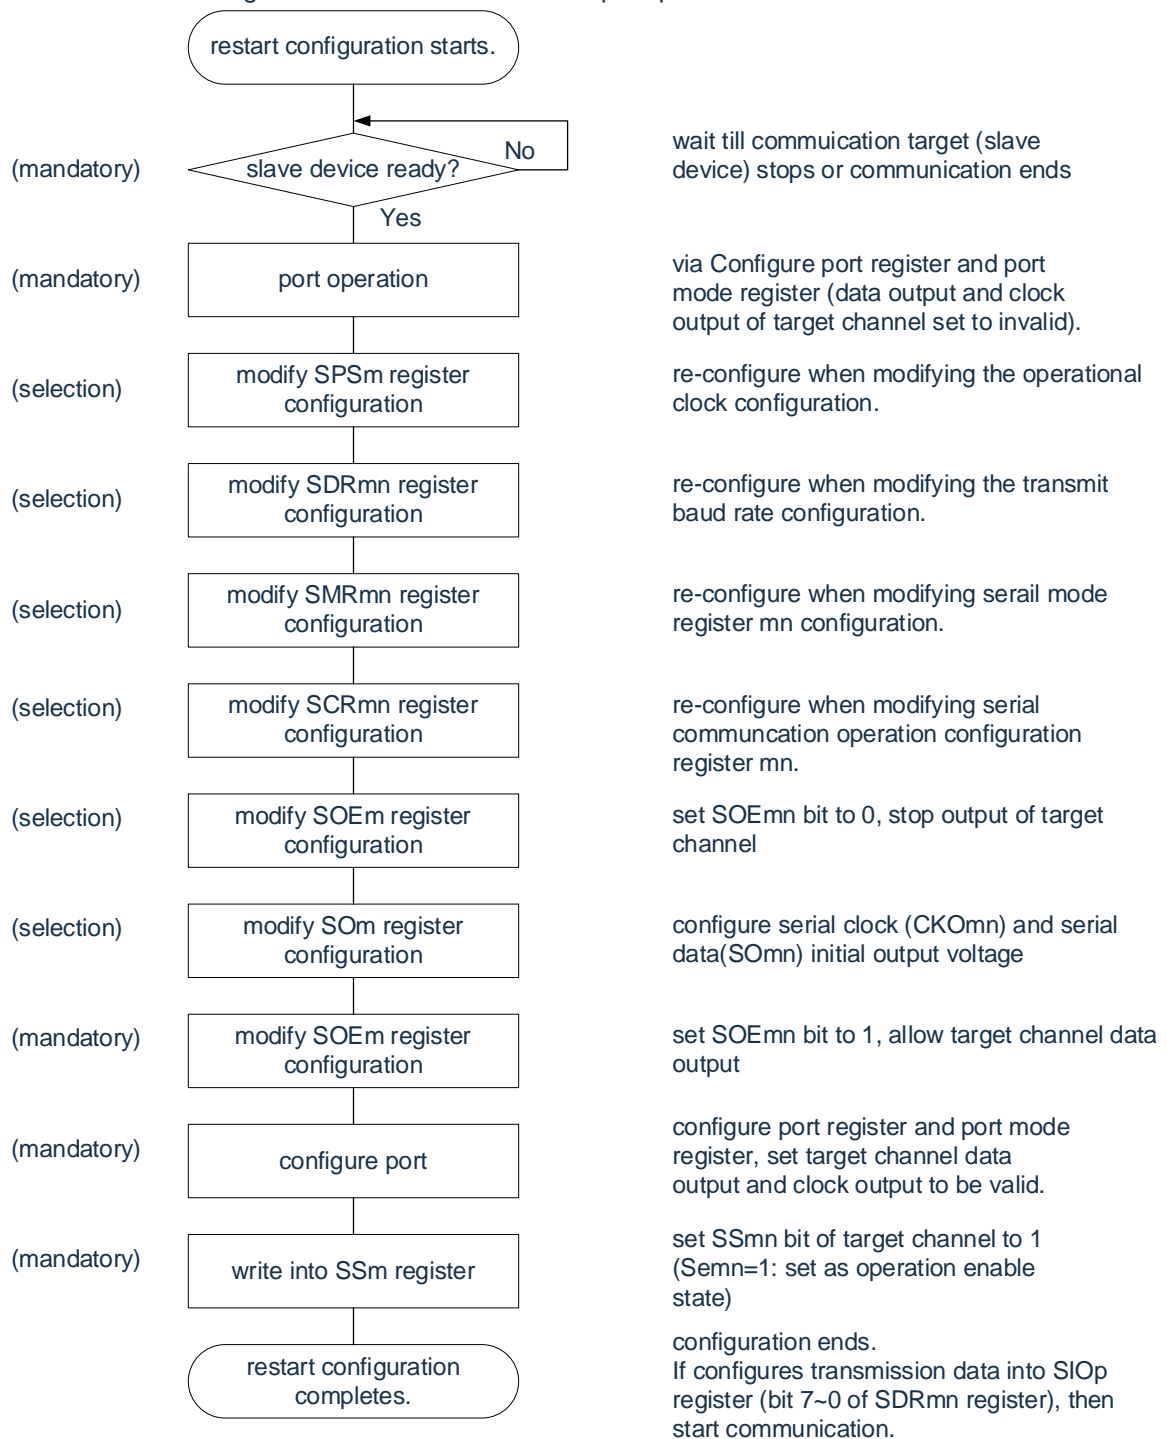 restart configuration starts.
(mandatory)
slave device ready?
No
Yes
wait till commuication target (slave
device) stops or communication ends
(mandatory)
port operation
via Configure port register and port
mode register (data output and clock
output of target channel set to invalid).
(selection)
modify SPSm register
configuration
re-configure when modifying the operational
clock configuration.
(selection)
modify SDRmn register
configuration
re-configure when modifying the transmit
baud rate configuration.
(selection)
modify SMRmn register
configuration
re-configure when modifying serail mode
register mn configuration.
(selection)
modify SCRmn register
configuration
re-configure when modifying serial
communcation operation configuration
register mn.
(selection)
modify SOEm register
configuration
set SOEmn bit to 0, stop output of target
channel
(selection)
modify SOm register
configuration
configure serial clock (CKOmn) and serial
data(SOmn) initial output voltage
(mandatory)
modify SOEm register
configuration
set SOEmn bit to 1, allow target channel data
output
(mandatory)
configure port
configure port register and port mode
register, set target channel data
output and clock output to be valid.
(mandatory)
write into SSm register
set SSmn bit of target channel to 1
(Semn=1: set as operation enable
state)
restart configuration
completes.
configuration ends.
If configures transmission data into SIOp
register (bit 7~0 of SDRmn register), then
start communication.